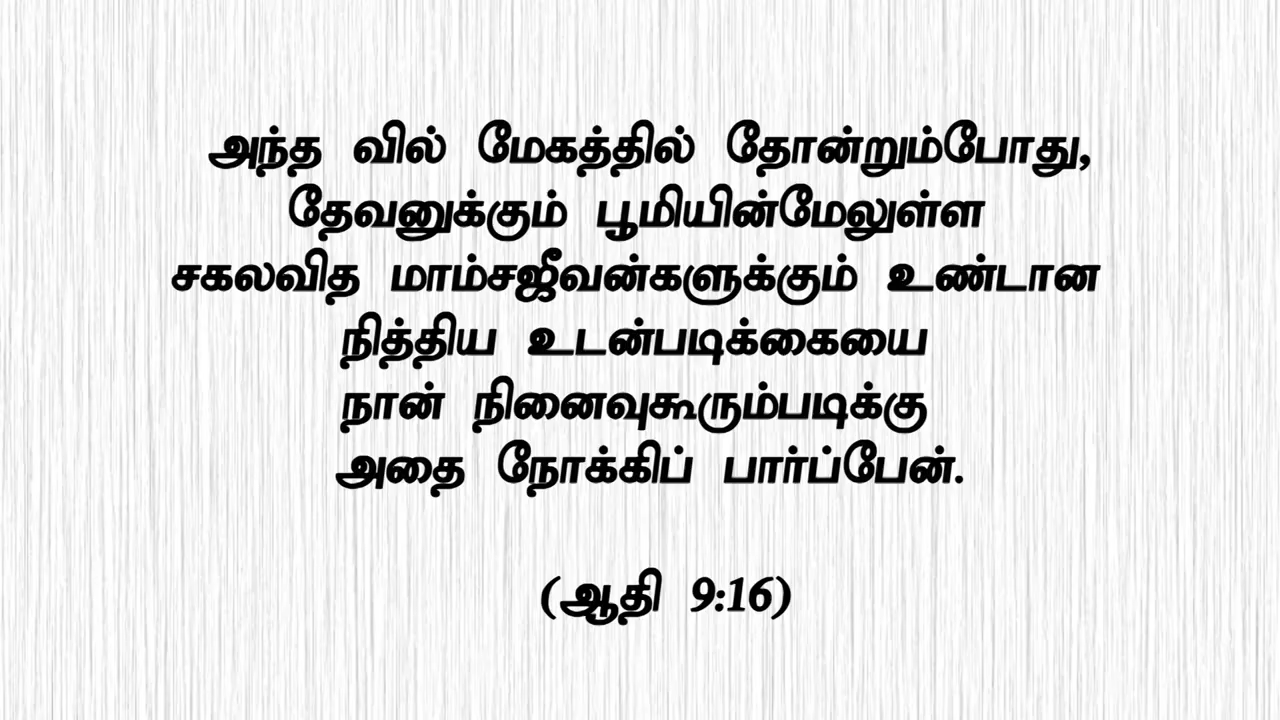 அந்த வில் மேகத்தில் தோன்றும்போது,
தேவனுக்கும் பூமியின்மேலுள்ள
சகலவித மாம்சஜீவன்களுக்கும் உண்டான
நித்திய உடன்படிக்கையை
நான் நினைவுகூரும்படிக்கு
அதை நோக்கிப் பார்ப்பேன்.
(ஆதி 9:16)